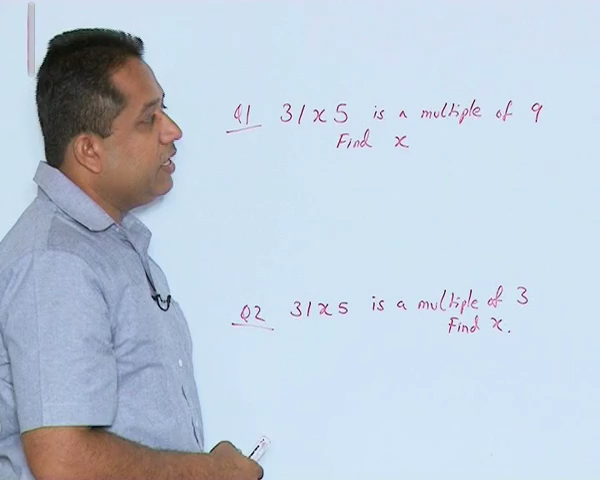 Q1 31x5 is a multiple of 9
Find x
Q2 31x5 is a multiple of 3
Find x.